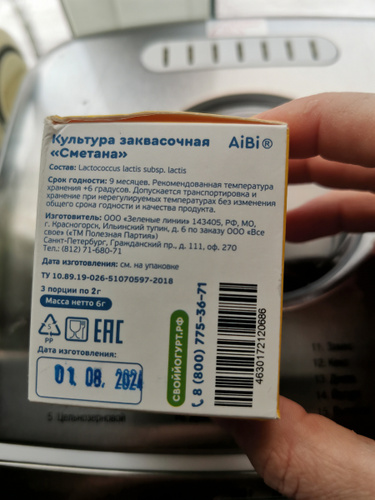 Культура заквасочная
«Сметана»
AiBi®
Состав: Lactococcus lactis subsp. lactis
Срок годности: 9 месяцев. Рекомендованная температура
хранения +6 градусов. Допускается транспортировка и
хранение при нерегулируемых температурах без изменения
общего срока годности и качества продукта.
Изготовитель: ООО «Зеленые линии» 143405, РФ, МО,
г. Красногорск, Ильинский тупик, д. 6 по заказу ООО «Все
свое» («ТМ Полезная Партия»)
Санкт-Петербург, Гражданский пр., д. 111, оф. 270
Тел.: (812) 71-680-71
Дата изготовления: см. на упаковке
ТУ 10.89.19-026-51070597-2018
3 порции по 2г
Масса нетто 6г
5
PP
EAC
Дата изготовления:
01.08.2024
СВОЙЙОГУРТ.РФ
8 (800) 775-36-71
4630172120686
5 Цельнозерновой